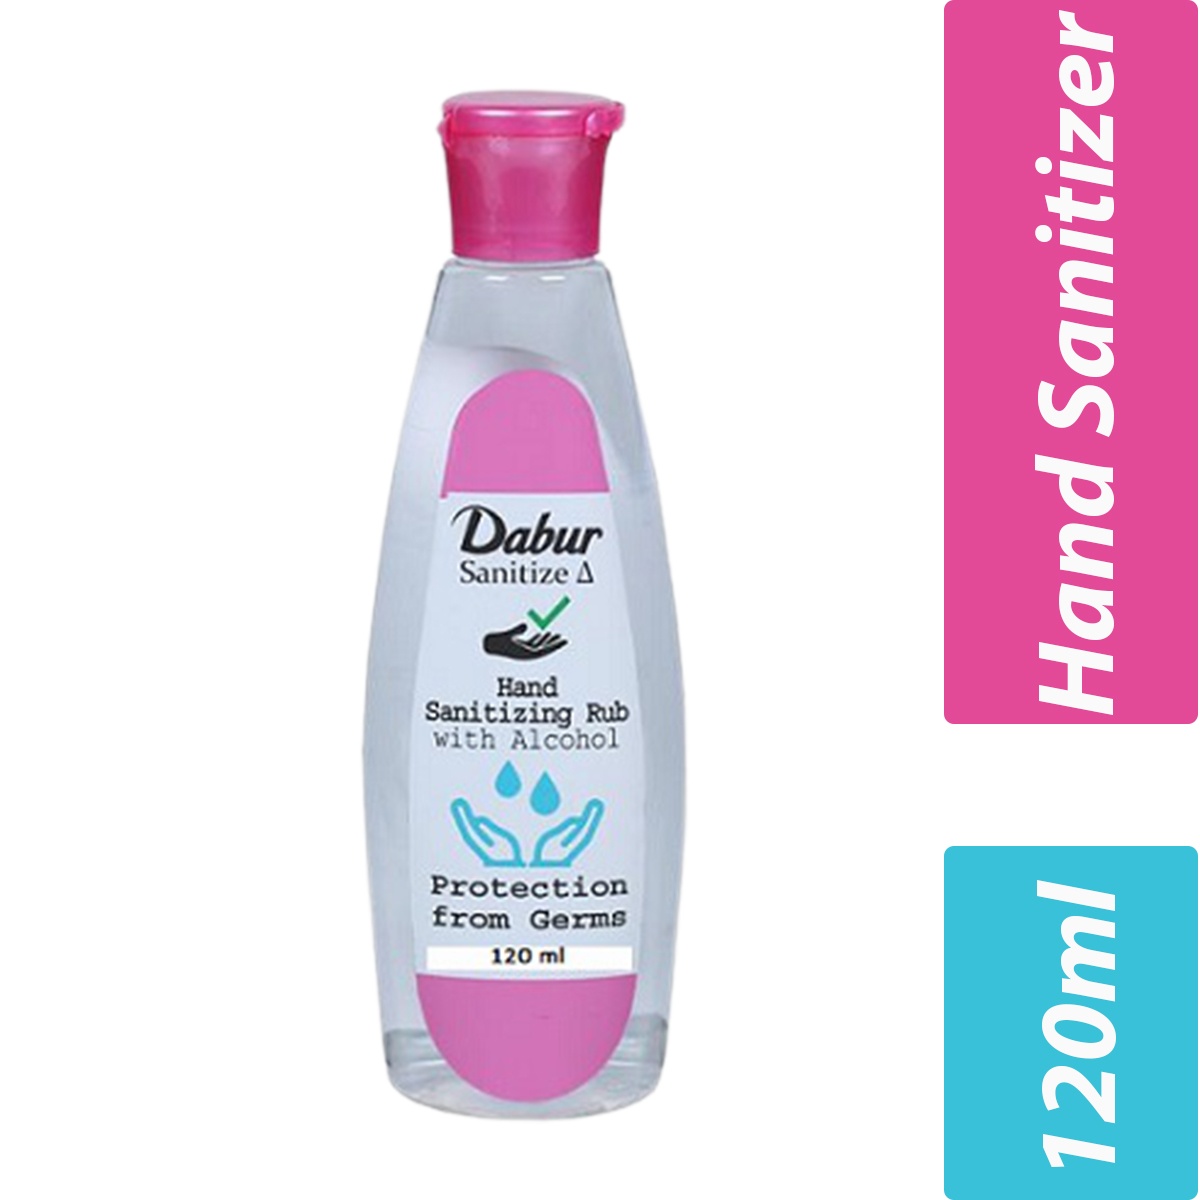 Dabur
Sanitize Δ
Hand
Sanitizing Rub
with Alcohol
Protection
from Germs
120 ml
Hand Sanitizer
120ml